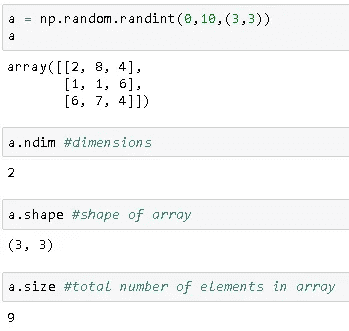 a = np.random.randint(0,10,(3,3))
a
array([[2, 8, 4],
       [1, 1, 6],
       [6, 7, 4]])
a.ndim #dimensions
2
a.shape #shape of array
(3, 3)
a.size #total number of elements in array
9